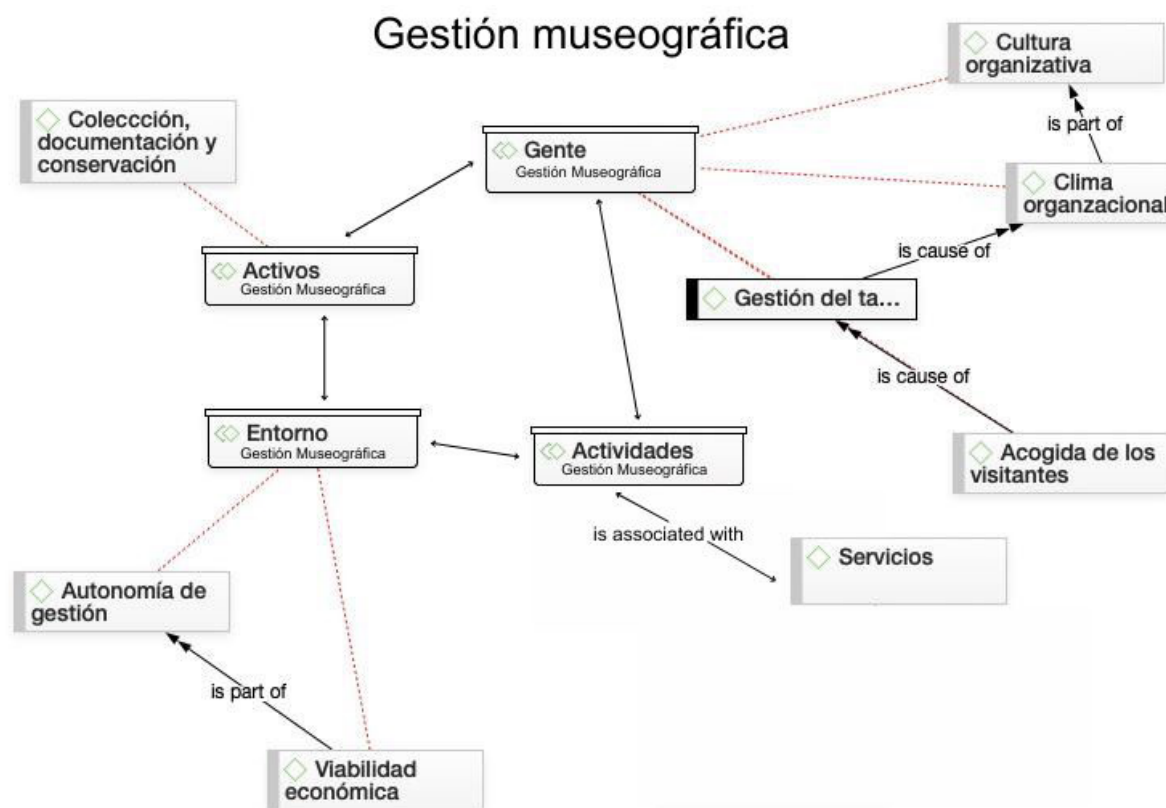 Gestión museográfica
Cultura
organizativa
Coleccción,
documentación y
conservación
is part of
Gente
Gestión Museográfica
Clima
organzacional
is cause of
Activos
Gestión Museográfica
Gestión del ta...
is cause of
Entorno
Gestión Museográfica
Actividades
Gestión Museográfica
Acogida de los
visitantes
is associated with
Servicios
Autonomía de
gestión
is part of
Viabilidad
económica